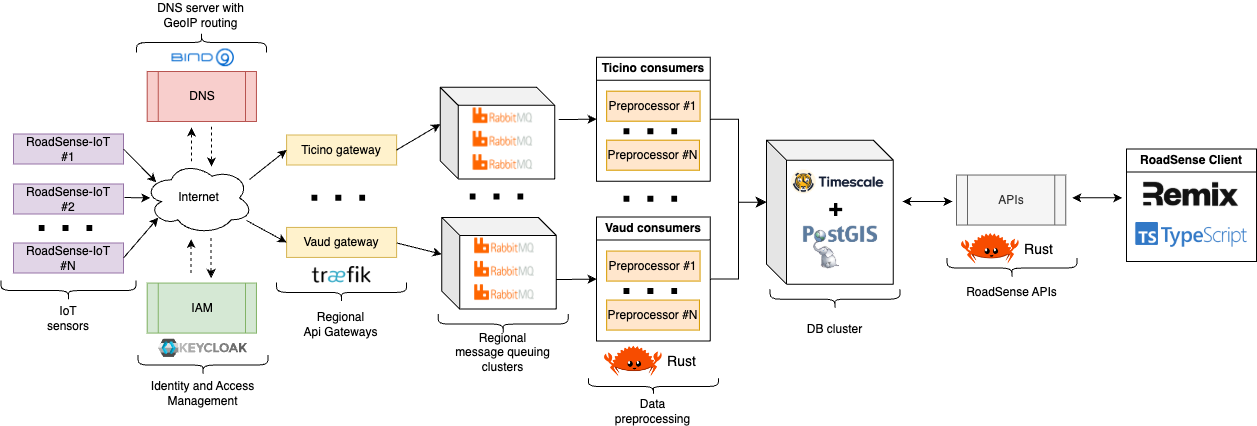 DNS server with
GeoIP routing
BIND 9
DNS
RoadSense-IoT
#1
RoadSense-IoT
#2
RoadSense-IoT
#N
IoT
sensors
Internet
IAM
KEYCLOAK
Identity and Access
Management
Ticino gateway
Vaud gateway
træfik
Regional
Api Gateways
RabbitMQ
RabbitMQ
RabbitMQ
RabbitMQ
RabbitMQ
RabbitMQ
Regional
message queuing
clusters
Ticino consumers
Preprocessor #1
Preprocessor #N
Vaud consumers
Preprocessor #1
Preprocessor #N
Rust
Data
preprocessing
Timescale
+
PostGIS
DB cluster
APIs
Rust
RoadSense APIs
RoadSense Client
Remix
TS TypeScript